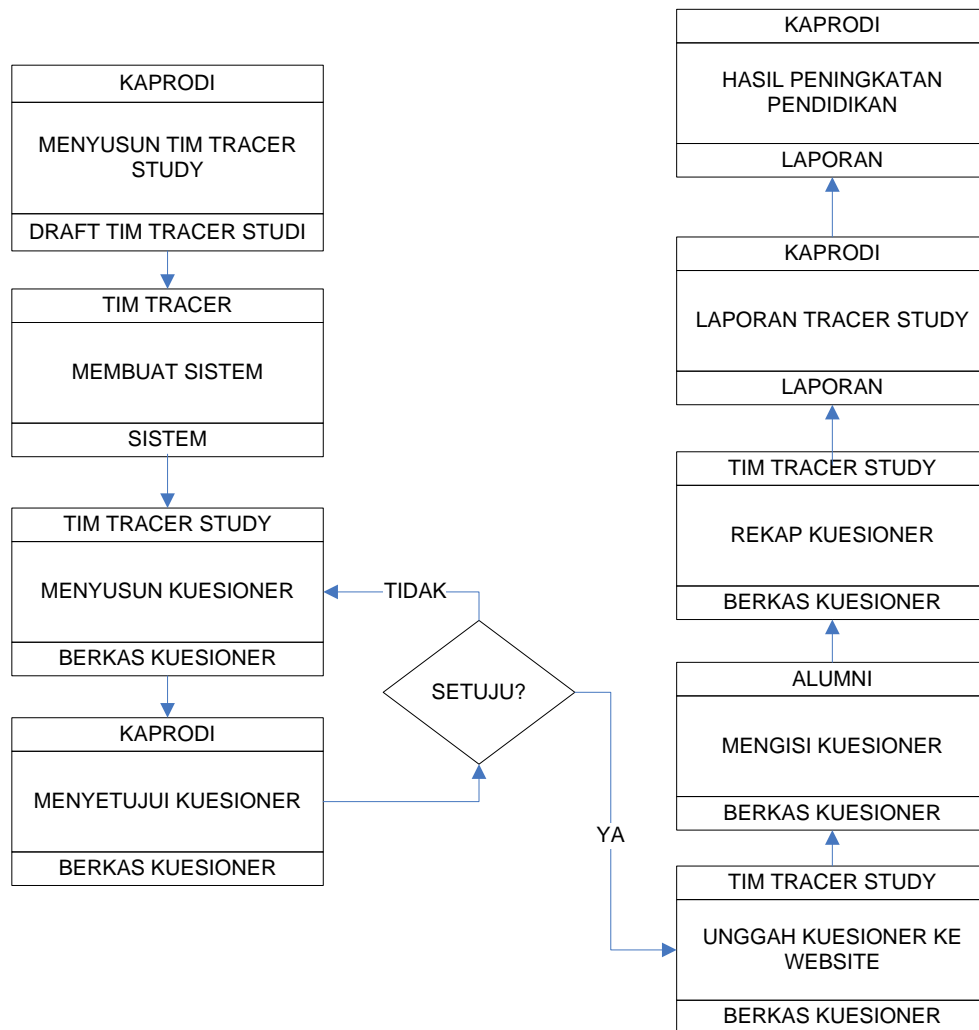 KAPRODI
MENYUSUN TIM TRACER
STUDY
DRAFT TIM TRACER STUDI
TIM TRACER
MEMBUAT SISTEM
SISTEM
TIM TRACER STUDY
MENYUSUN KUESIONER
BERKAS KUESIONER
KAPRODI
MENYETUJUI KUESIONER
BERKAS KUESIONER
TIDAK
SETUJU?
YA
KAPRODI
HASIL PENINGKATAN
PENDIDIKAN
LAPORAN
KAPRODI
LAPORAN TRACER STUDY
LAPORAN
TIM TRACER STUDY
REKAP KUESIONER
BERKAS KUESIONER
ALUMNI
MENGISI KUESIONER
BERKAS KUESIONER
TIM TRACER STUDY
UNGGAH KUESIONER KE
WEBSITE
BERKAS KUESIONER